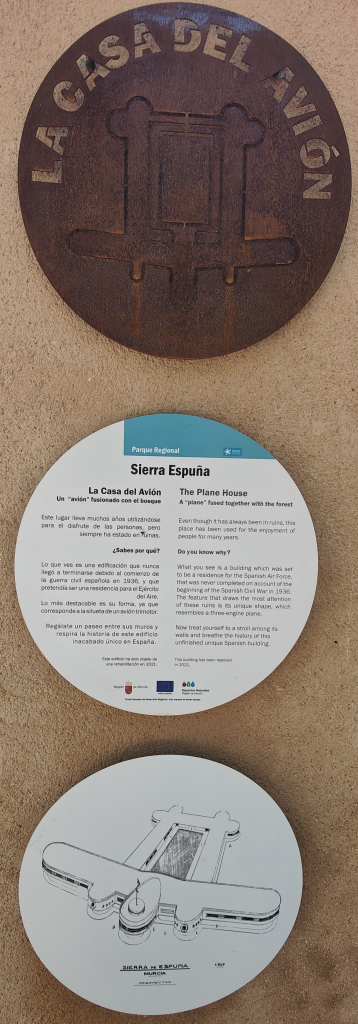 LA CASA DEL AVIÓN
Parque Regional
Sierra Espuña
La Casa del Avión
Un "avión" fusionado con el bosque
Este lugar lleva muchos años utilizándose
para el disfrute de las personas, pero
siempre ha estado en ruinas.
¿Sabes por qué?
Lo que ves es una edificación que nunca
llegó a terminarse debido al comienzo de
la guerra civil española en 1936, y que
pretendía ser una residencia para el Ejército
del Aire.
Lo más destacable es su forma, ya que
corresponde a la silueta de un avión trimotor.
Regálate un paseo entre sus muros y
respira la historia de este edificio
inacabado único en España.
Este edificio ha sido objeto de
una rehabilitación en 2021.
The Plane House
A "plane" fused together with the forest
Even though it has always been in ruins, this
place has been used for the enjoyment of
people for many years.
Do you know why?
What you see is a building which was set
to be a residence for the Spanish Air Force,
that was never completed on account of the
beginning of the Spanish Civil War in 1936.
The feature that draws the most attention
of these ruins is its unique shape, which
resembles a three-engine plane.
Now treat yourself to a stroll among its
walls and breathe the history of this
unfinished unique Spanish building.
This building has been restored
in 2021.
Región de Murcia
Espacios Naturales
Región de Murcia
SIERRA DE ESPUÑA
MURCIA